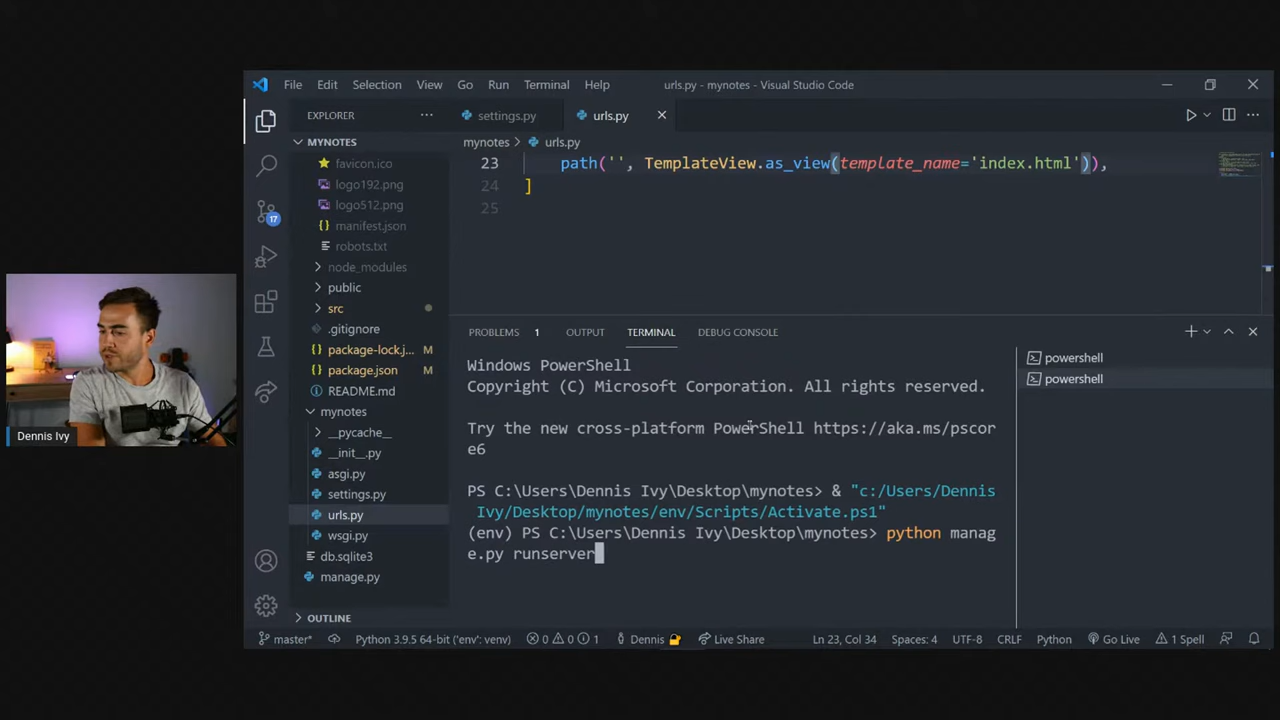 File Edit Selection View Go Run Terminal Help urls.py - mynotes - Visual Studio Code
EXPLORER
settings.py
urls.py
MYNOTES
mynotes > urls.py
favicon.ico
logo192.png
logo512.png
manifest.json
robots.txt
node_modules
public
src
.gitignore
package-lock.j... M
package.json M
README.md
mynotes
__pycache__
__init__.py
asgi.py
settings.py
urls.py
wsgi.py
db.sqlite3
manage.py
OUTLINE
17
23 path('', TemplateView.as_view(template_name='index.html')),
24 ]
25
PROBLEMS 1 OUTPUT TERMINAL DEBUG CONSOLE
powershell
powershell
Windows PowerShell
Copyright (C) Microsoft Corporation. All rights reserved.
Try the new cross-platform PowerShell https://aka.ms/pscor
e6
PS C:\Users\Dennis Ivy\Desktop\mynotes> & "c:/Users/Dennis
Ivy/Desktop/mynotes/env/Scripts/Activate.ps1"
(env) PS C:\Users\Dennis Ivy\Desktop\mynotes> python manag
e.py runserver
Dennis Ivy
master* Python 3.9.5 64-bit ('env': venv) 0 0 1 Dennis Live Share Ln 23, Col 34 Spaces: 4 UTF-8 CRLF Python Go Live 1 Spell